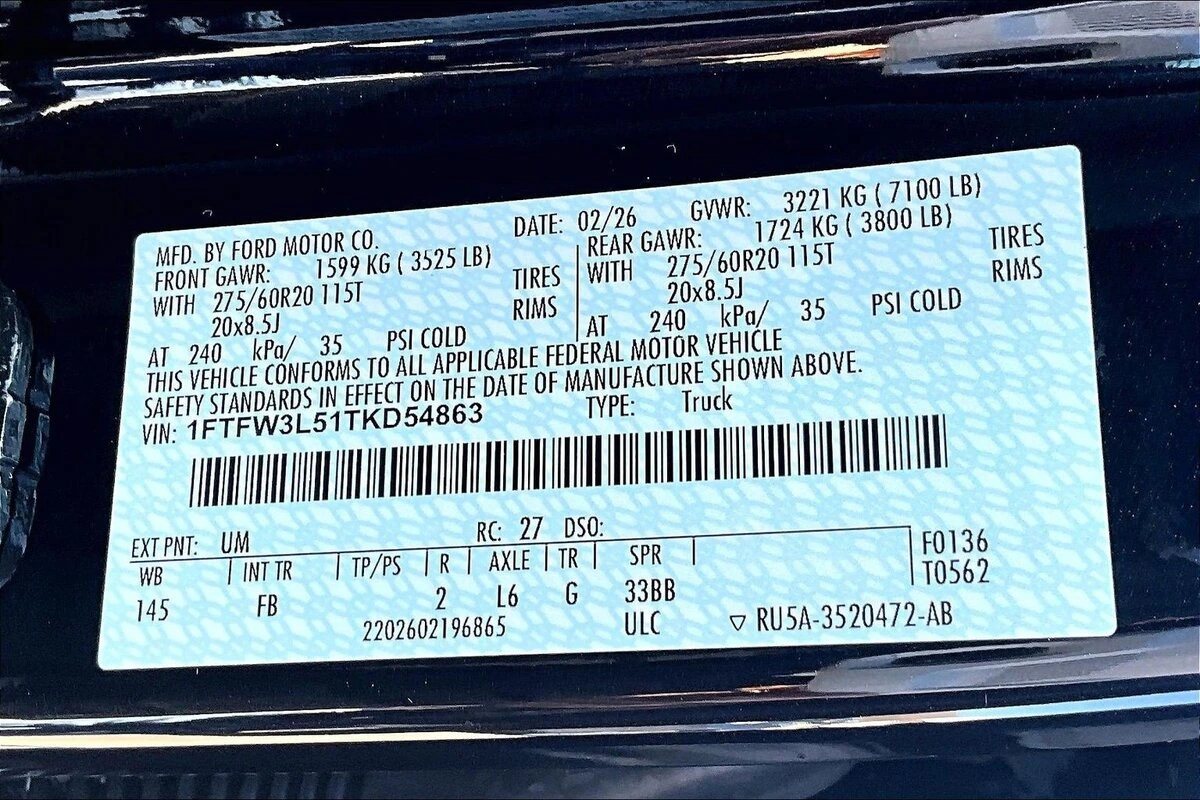 MFD. BY FORD MOTOR CO. DATE: 02/26 GVWR: 3221 KG ( 7100 LB)
FRONT GAWR: 1599 KG ( 3525 LB) REAR GAWR: 1724 KG ( 3800 LB)
WITH 275/60R20 115T TIRES WITH 275/60R20 115T TIRES
20x8.5J RIMS 20x8.5J RIMS
AT 240 kPa/ 35 PSI COLD AT 240 kPa/ 35 PSI COLD
THIS VEHICLE CONFORMS TO ALL APPLICABLE FEDERAL MOTOR VEHICLE
SAFETY STANDARDS IN EFFECT ON THE DATE OF MANUFACTURE SHOWN ABOVE.
VIN: 1FTFW3L51TKD54863 TYPE: Truck
EXT PNT: UM RC: 27 DSO:
WB INT TR TP/PS R AXLE TR SPR F0136
145 FB 2 L6 G 33BB T0562
2202602196865 ULC ▽ RU5A-3520472-AB